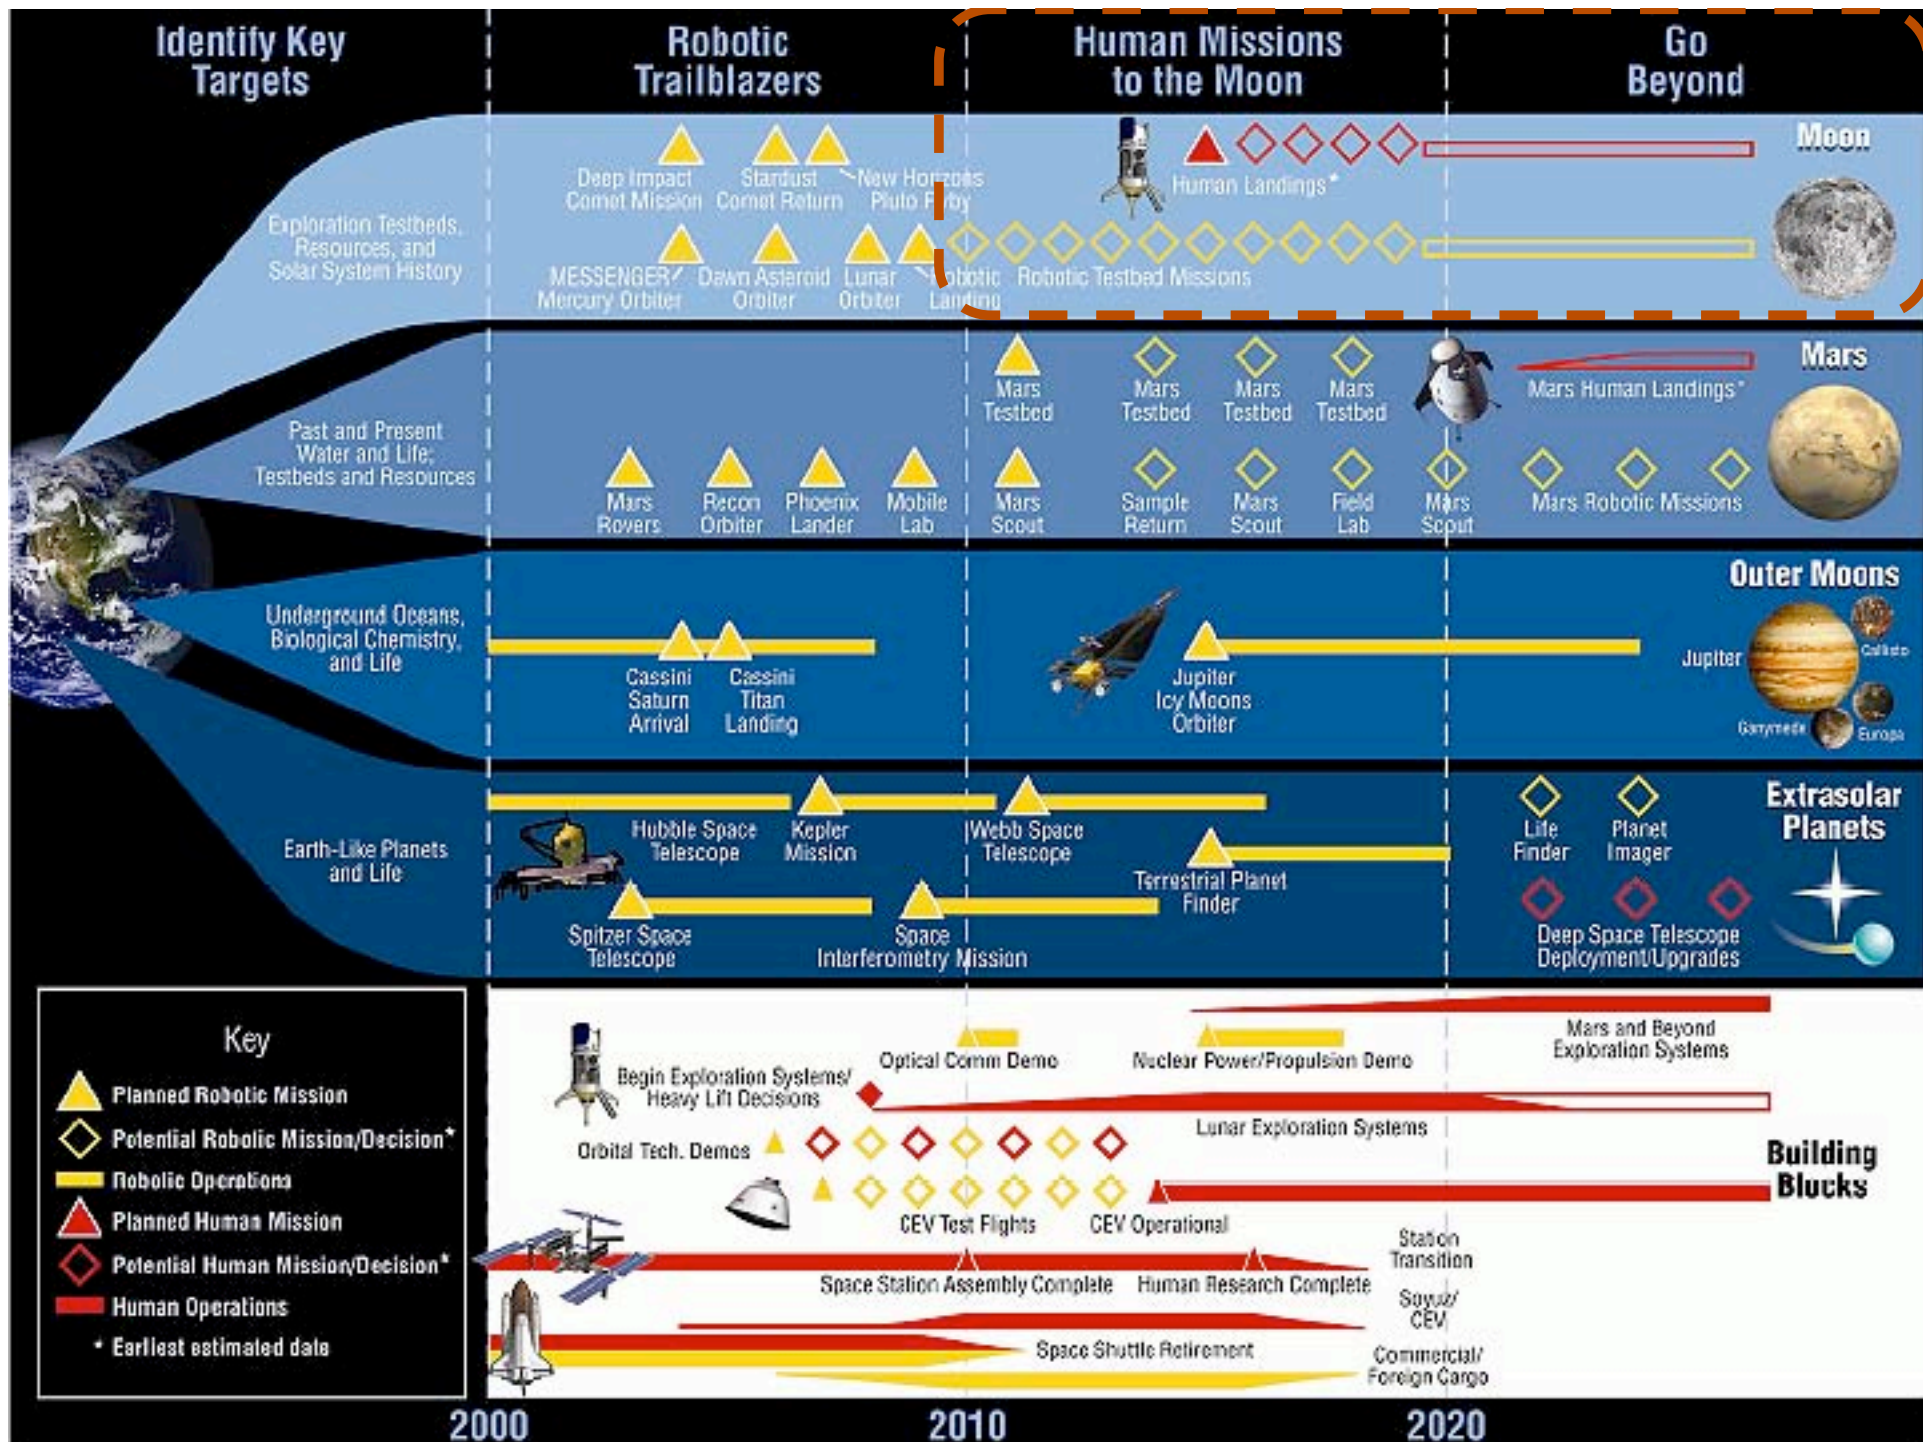 Identify Key
Targets
Robotic
Trailblazers
Human Missions
to the Moon
Go
Beyond
Exploration Testbeds,
Resources, and
Solar System History
Deep Impact
Comet Mission
Stardust
Comet Return
New Horizons
Pluto Flyby
Human Landings*
Moon
MESSENGER
Mercury Orbiter
Dawn Asteroid
Orbiter
Lunar
Orbiter
Robotic
Landing
Robotic Testbed Missions
Past and Present
Water and Life;
Testbeds and Resources
Mars
Testbed
Mars
Testbed
Mars
Testbed
Mars
Testbed
Mars Human Landings*
Mars
Mars
Rovers
Recon
Orbiter
Phoenix
Lander
Mobile
Lab
Mars
Scout
Sample
Return
Mars
Scout
Field
Lab
Mars
Scout
Mars Robotic Missions
Underground Oceans,
Biological Chemistry,
and Life
Cassini
Saturn
Arrival
Cassini
Titan
Landing
Jupiter
Icy Moons
Orbiter
Outer Moons
Jupiter
Callisto
Ganymede
Europa
Earth-Like Planets
and Life
Hubble Space
Telescope
Kepler
Mission
Webb Space
Telescope
Terrestrial Planet
Finder
Life
Finder
Planet
Imager
Extrasolar
Planets
Spitzer Space
Telescope
Space
Interferometry Mission
Deep Space Telescope
Deployment/Upgrades
Key
Planned Robotic Mission
Potential Robolic Mission/Decision*
Robolic Operations
Planned Human Mission
Potential Human Mission/Decision*
Human Operations
* Earliest estimated date
Optical Comm Demo
Nuclear Power/Propulsion Demo
Mars and Beyond
Exploration Systems
Begin Exploration Systems/
Heavy Lift Decisions
Lunar Exploration Systems
Orbital Tech. Demos
Building
Blocks
CEV Test Flights
CEV Operational
Station
Transition
Space Station Assembly Complete
Human Research Complete
Soyuz/
CEV
Space Shuttle Retirement
Commercial/
Foreign Cargo
2000
2010
2020